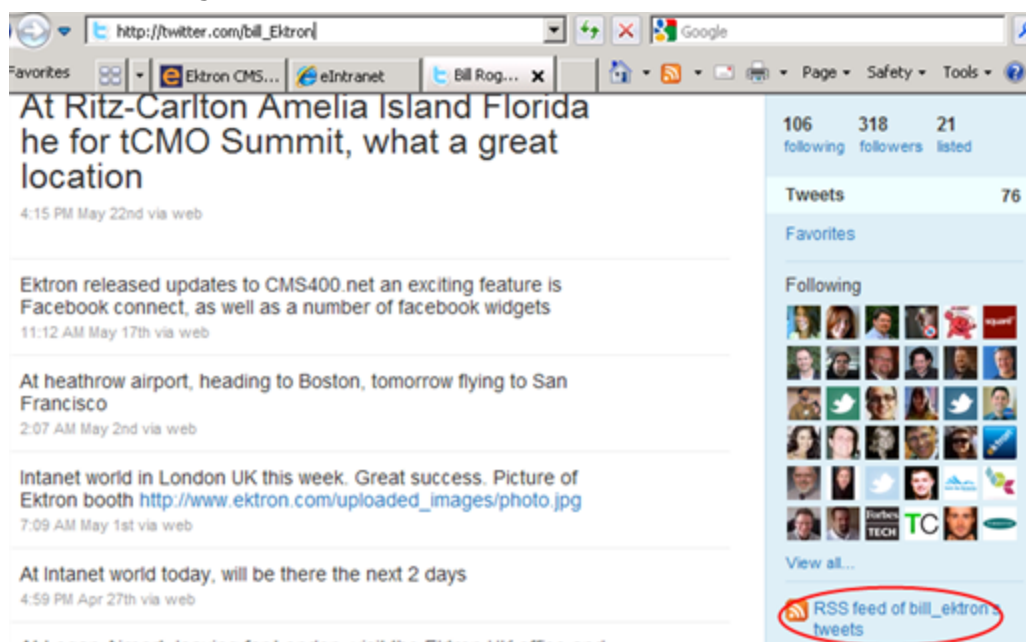 http://twitter.com/bill_Ektron
Google
Favorites
Ektron CMS...
eIntranet
Bill Rog...
Page
Safety
Tools
At Ritz-Carlton Amelia Island Florida
he for tCMO Summit, what a great
location
4:15 PM May 22nd via web
Ektron released updates to CMS400.net an exciting feature is
Facebook connect, as well as a number of facebook widgets
11:12 AM May 17th via web
At heathrow airport, heading to Boston, tomorrow flying to San
Francisco
2:07 AM May 2nd via web
Intanet world in London UK this week. Great success. Picture of
Ektron booth http://www.ektron.com/uploaded_images/photo.jpg
7:09 AM May 1st via web
At Intanet world today, will be there the next 2 days
4:59 PM Apr 27th via web
106 318 21
following followers listed
Tweets 76
Favorites
Following
square
Forbes
TECH
TC
View all...
RSS feed of bill_ektron's
tweets